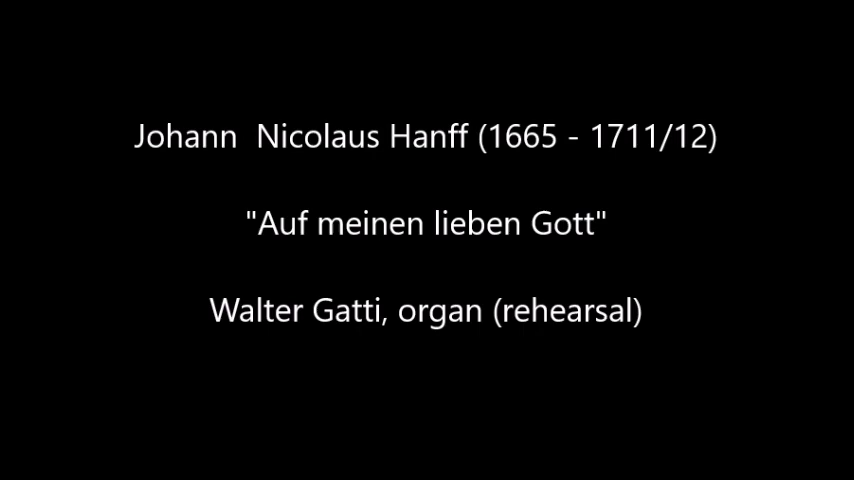 Johann  Nicolaus Hanff (1665 - 1711/12)
"Auf meinen lieben Gott"
Walter Gatti, organ (rehearsal)